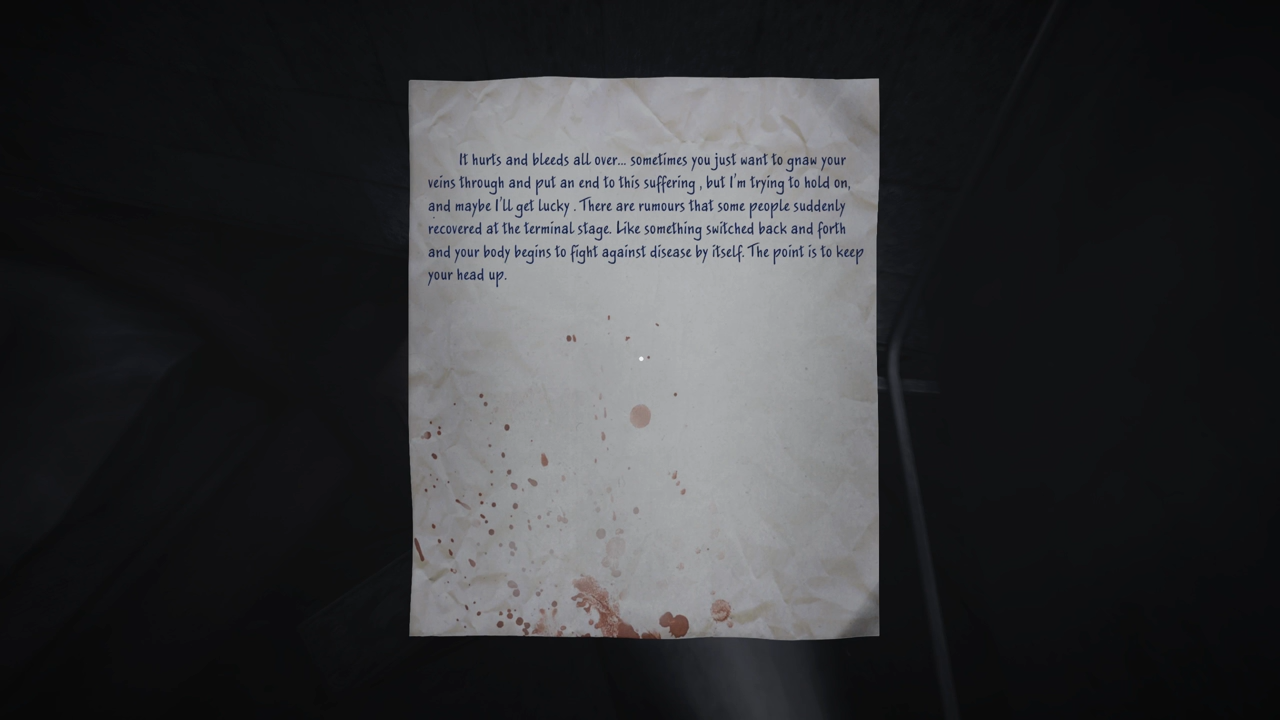 It hurts and bleeds all over... sometimes you just want to gnaw your
veins through and put an end to this suffering , but I'm trying to hold on,
and maybe I'll get lucky . There are rumours that some people suddenly
recovered at the terminal stage. Like something switched back and forth
and your body begins to fight against disease by itself. The point is to keep
your head up.